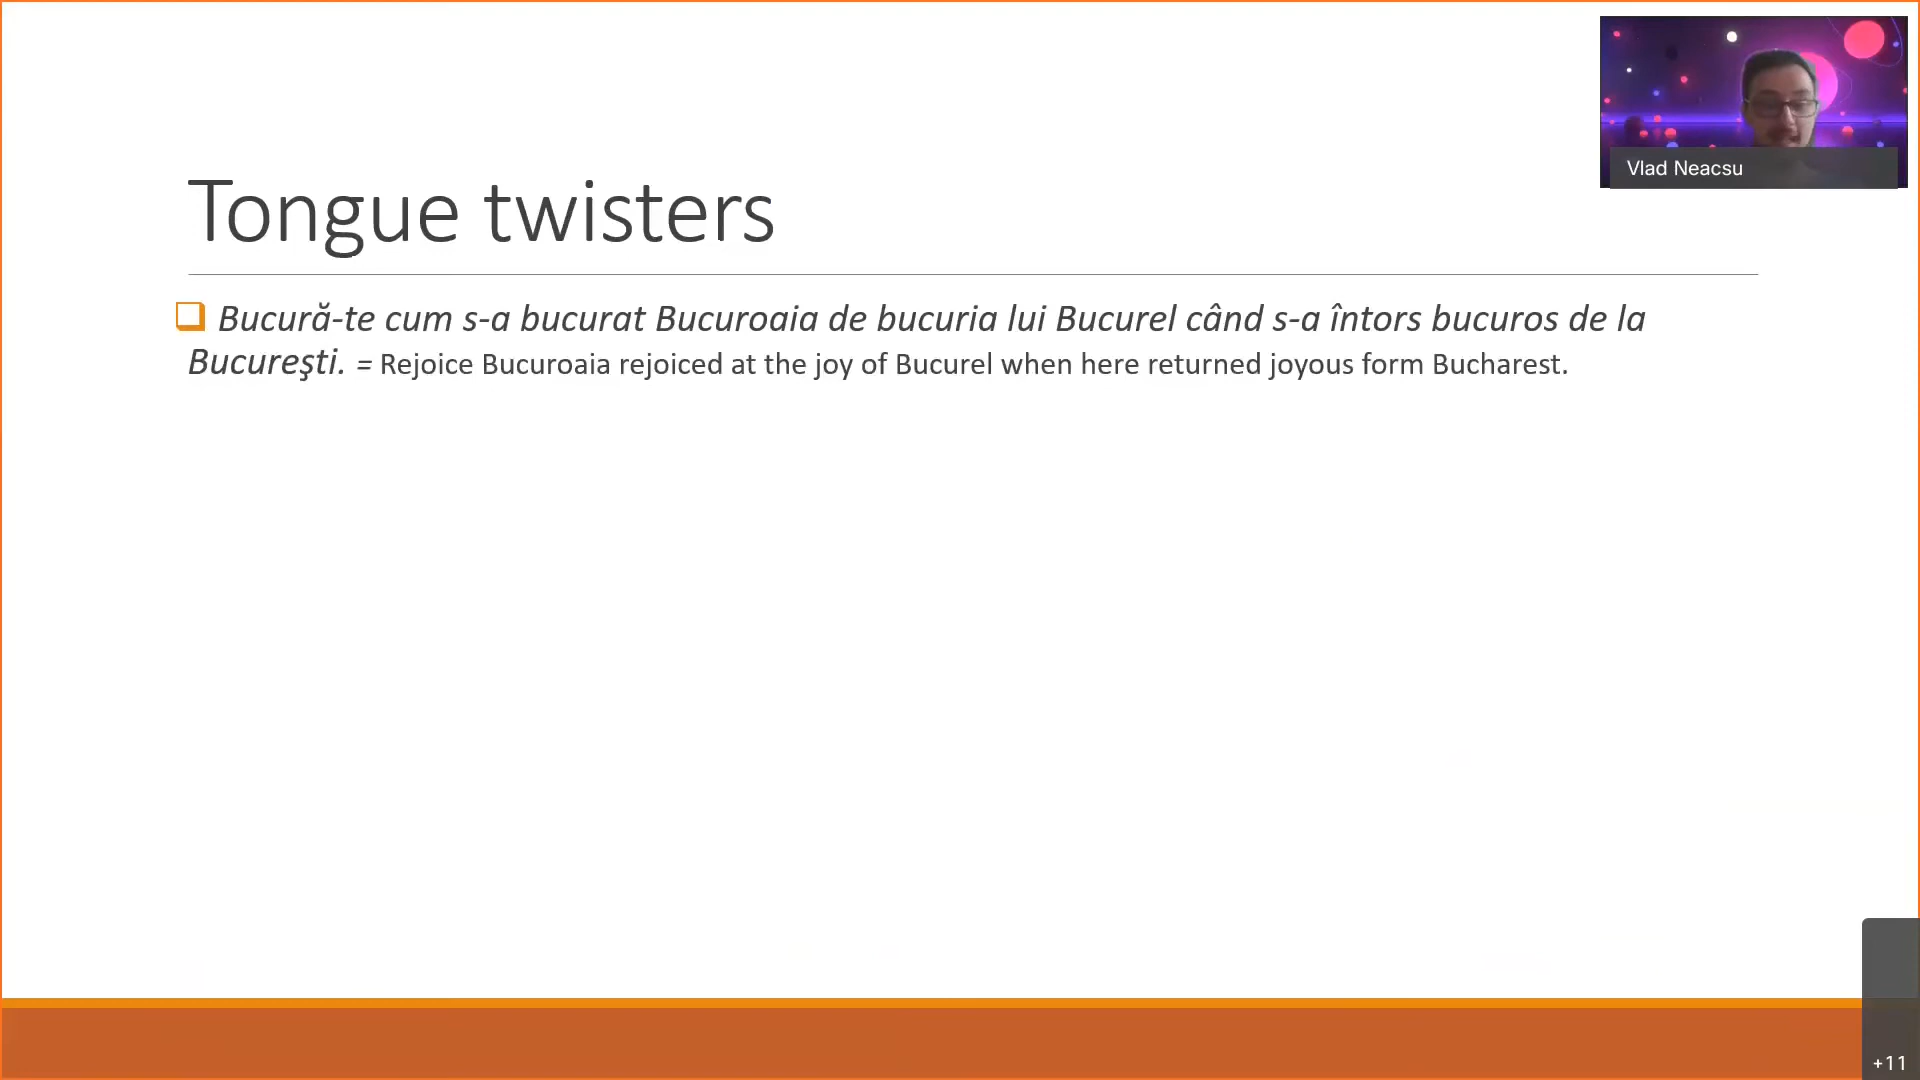 Vlad Neacsu
Tongue twisters
Bucură-te cum s-a bucurat Bucuroaia de bucuria lui Bucurel când s-a întors bucuros de la
Bucureşti. = Rejoice Bucuroaia rejoiced at the joy of Bucurel when here returned joyous form Bucharest.
+11